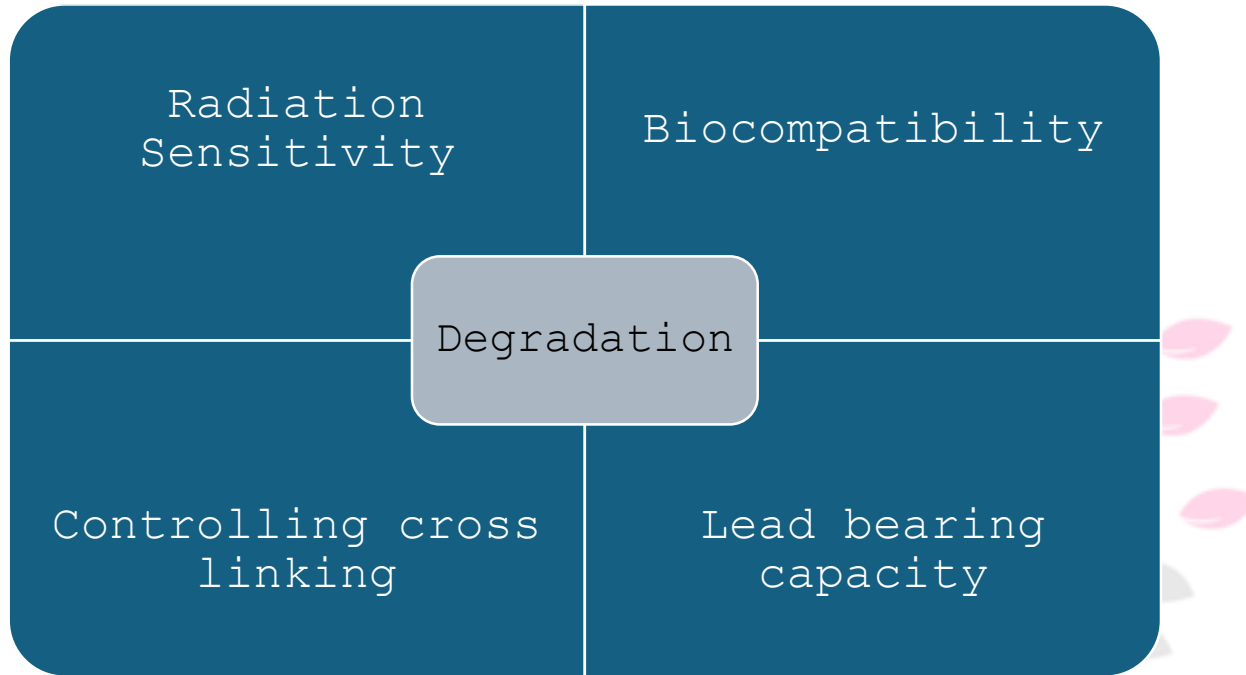 Radiation
Sensitivity
Biocompatibility
Degradation
Controlling cross
linking
Lead bearing
capacity